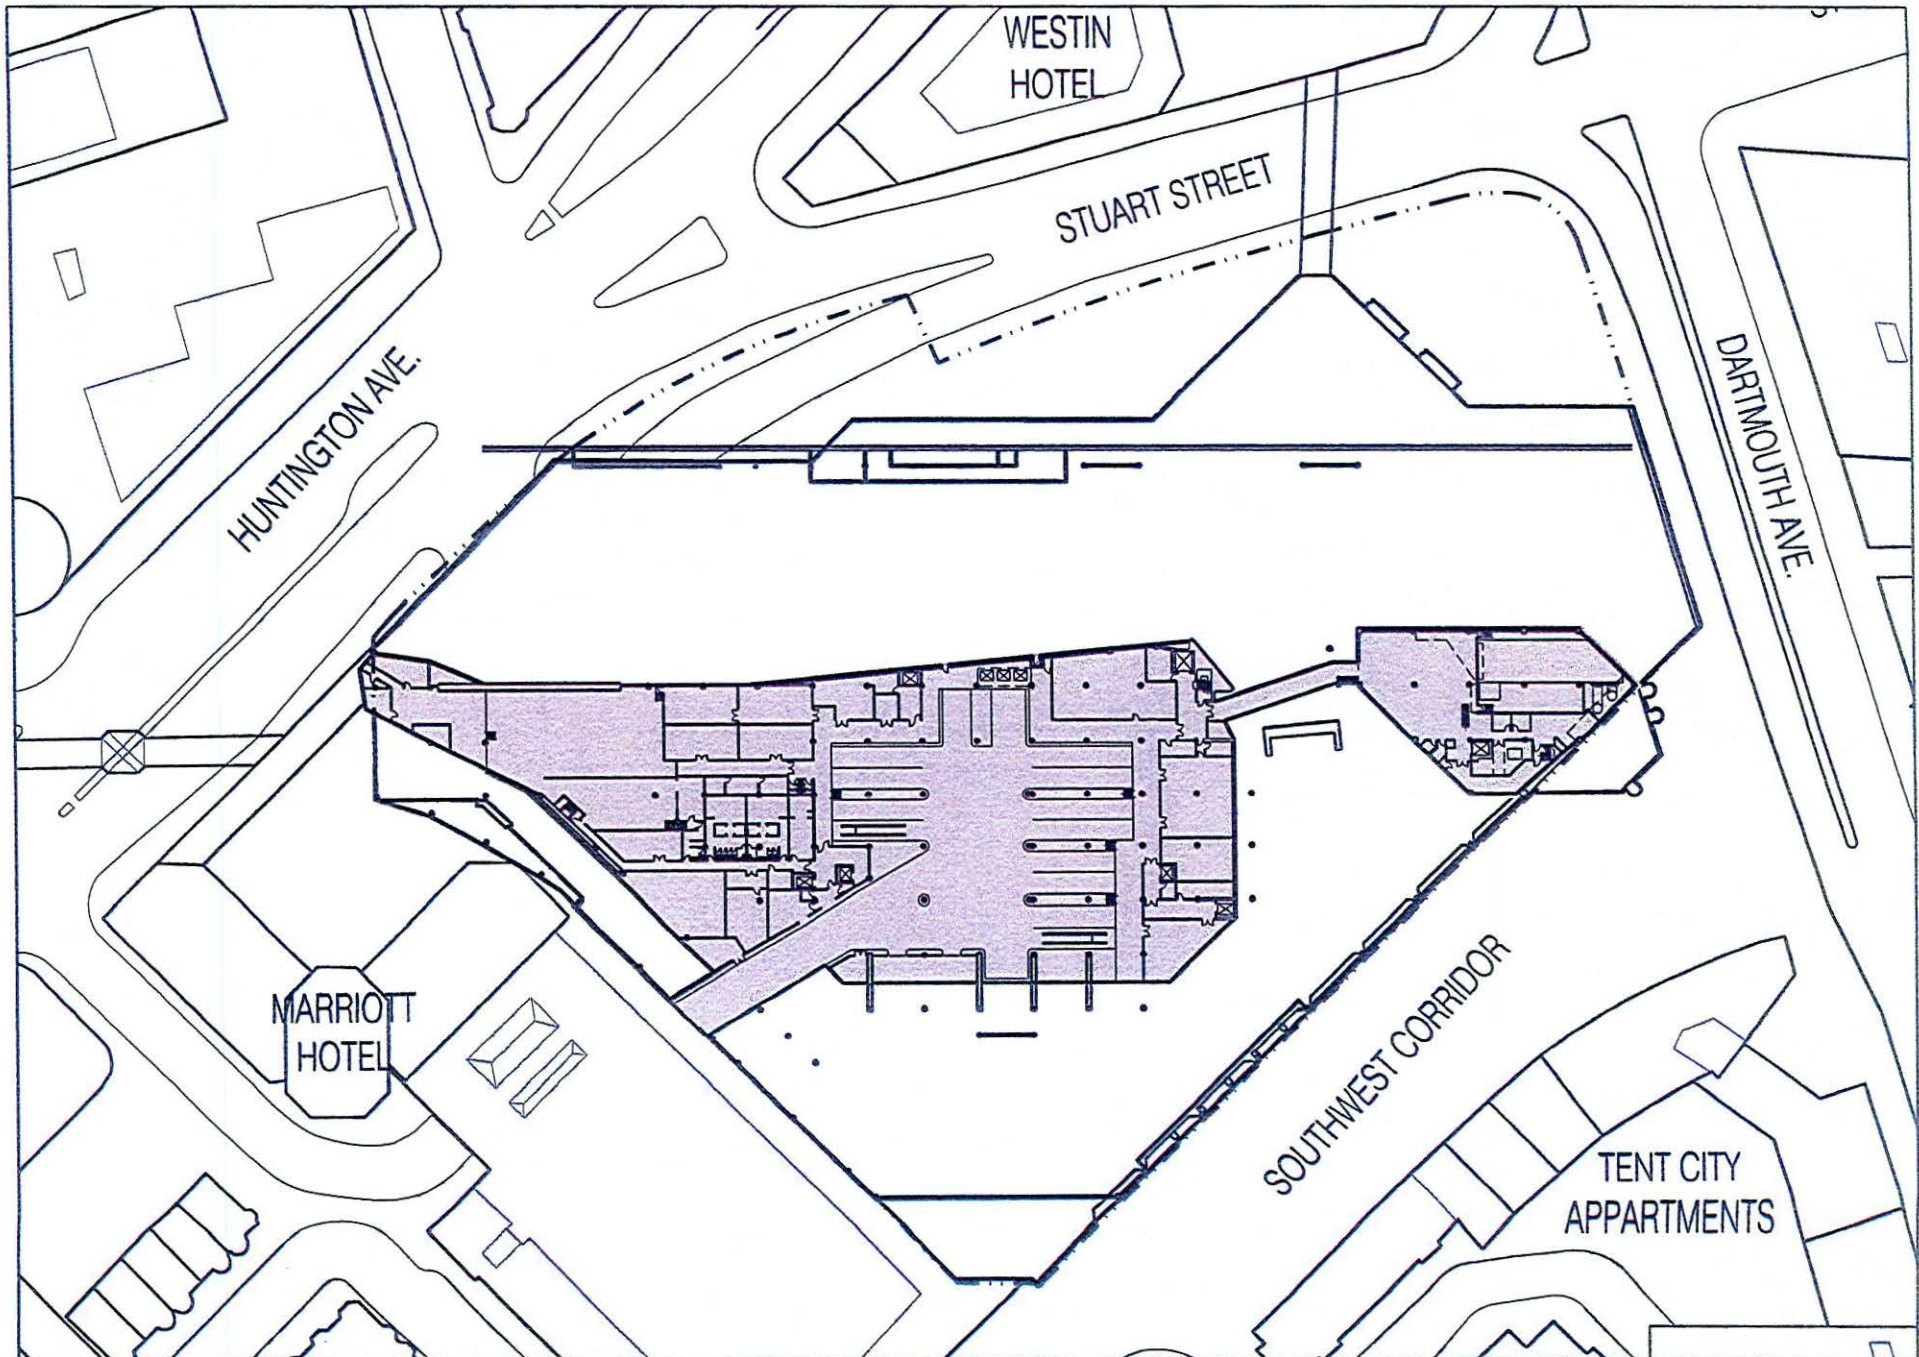 WESTIN
HOTEL
STUART STREET
HUNTINGTON AVE.
DARTMOUTH AVE.
MARRIOTT
HOTEL
SOUTHWEST CORRIDOR
TENT CITY
APPARTMENTS